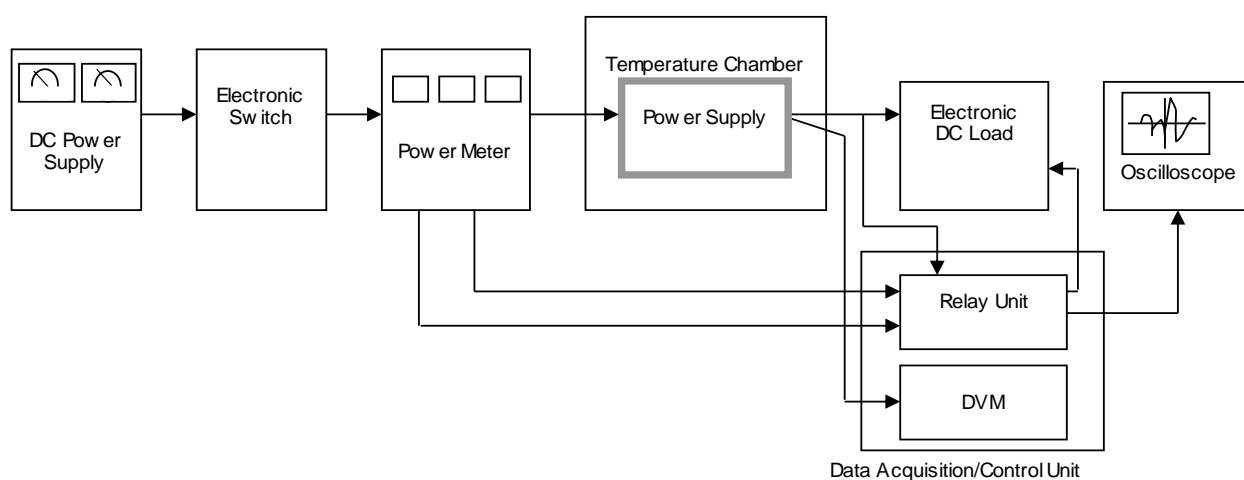 DC Power
Supply
Electronic
Switch
Power Meter
Temperature Chamber
Power Supply
Electronic
DC Load
Oscilloscope
Relay Unit
DVM
Data Acquisition/Control Unit